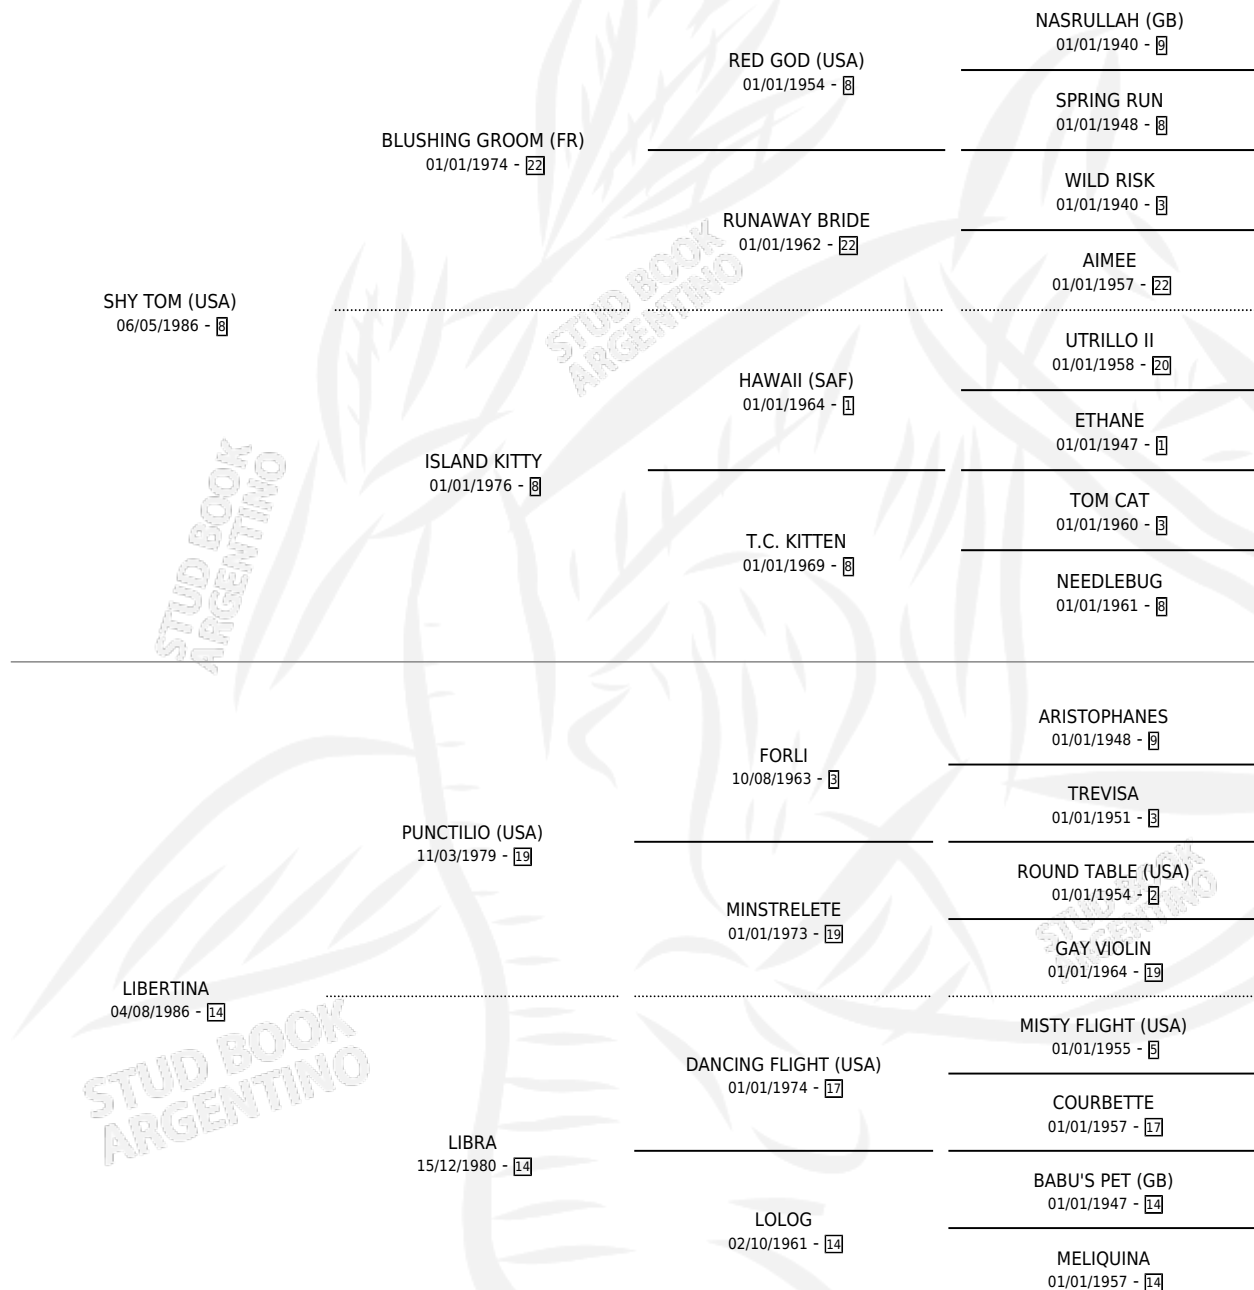 NASRULLAH (GB)
01/01/1940 - 9
RED GOD (USA)
01/01/1954 - 8
SPRING RUN
01/01/1948 - 8
BLUSHING GROOM (FR)
01/01/1974 - 22
WILD RISK
01/01/1940 - 3
RUNAWAY BRIDE
01/01/1962 - 22
AIMEE
01/01/1957 - 22
SHY TOM (USA)
06/05/1986 - 8
UTRILLO II
01/01/1958 - 20
HAWAII (SAF)
01/01/1964 - 1
ETHANE
01/01/1947 - 1
ISLAND KITTY
01/01/1976 - 8
TOM CAT
01/01/1960 - 3
T.C. KITTEN
01/01/1969 - 8
NEEDLEBUG
01/01/1961 - 8
STUD BOOK
ARGENTINO
STUD BOOK
ARGENTINO
ARISTOPHANES
01/01/1948 - 9
FORLI
10/08/1963 - 3
TREVISA
01/01/1951 - 3
PUNCTILIO (USA)
11/03/1979 - 19
ROUND TABLE (USA)
01/01/1954 - 2
MINSTRELETE
01/01/1973 - 19
GAY VIOLIN
01/01/1964 - 19
STUD BOOK
ARGENTINO
LIBERTINA
04/08/1986 - 14
MISTY FLIGHT (USA)
01/01/1955 - 5
DANCING FLIGHT (USA)
01/01/1974 - 17
COURBETTE
01/01/1957 - 17
STUD BOOK
ARGENTINO
LIBRA
15/12/1980 - 14
BABU'S PET (GB)
01/01/1947 - 14
LOLOG
02/10/1961 - 14
MELIQUINA
01/01/1957 - 14